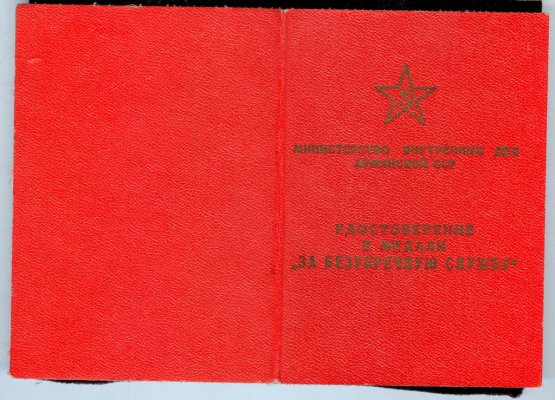 МИНИСТЕРСТВО ВНУТРЕННИХ ДЕЛ
АРМЯНСКОЙ ССР
УДОСТОВЕРЕНИЕ
К МЕДАЛИ
„ЗА БЕЗУПРЕЧНУЮ СЛУЖБУ“